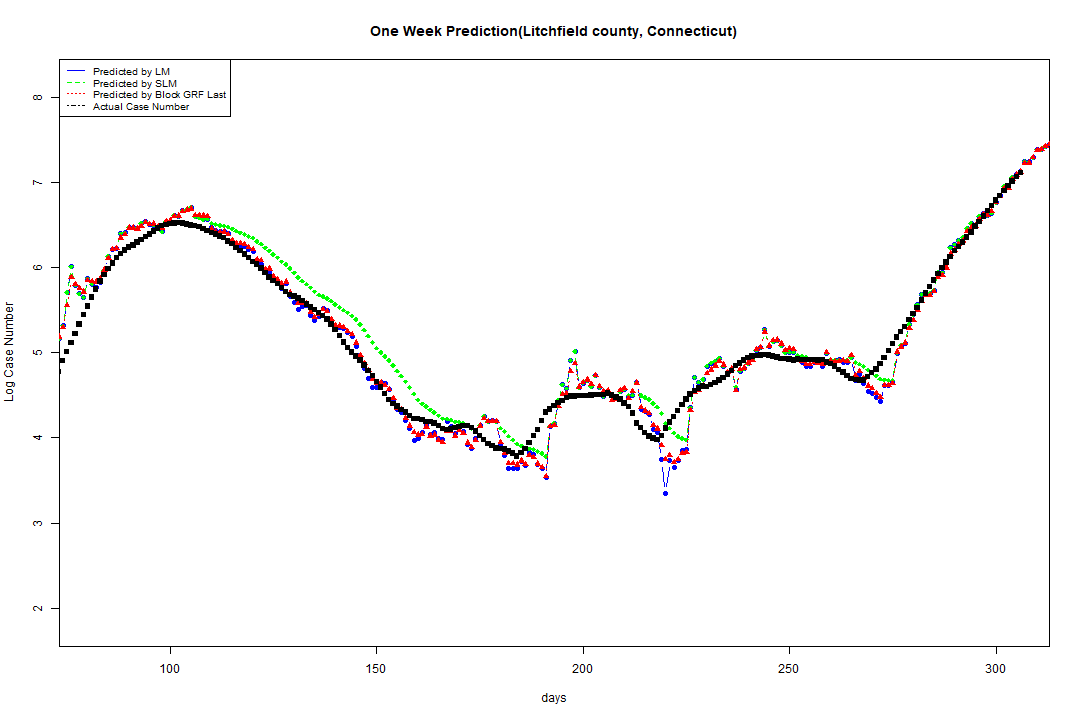 One Week Prediction(Litchfield county, Connecticut)
Predicted by LM
Predicted by SLM
Predicted by Block GRF Last
Actual Case Number
8
7
6
5
4
3
2
Log Case Number
100 150 200 250 300
days